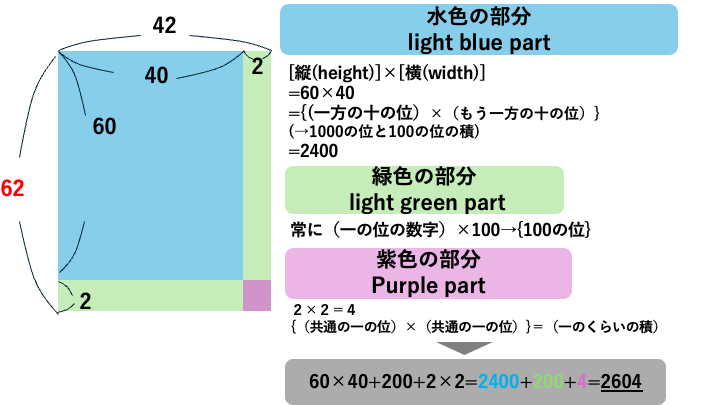 42
40
2
60
62
2
水色の部分
light blue part
[縦(height)]×[横(width)]
=60×40
={(一方の十の位）×（もう一方の十の位）}
(→1000の位と100の位の積)
=2400
緑色の部分
light green part
常に（一の位の数字）×100→{100の位}
紫色の部分
Purple part
2×2=4
{（共通の一の位）×（共通の一の位）}=（一のくらいの積）
60×40+200+2×2=2400+200+4=2604